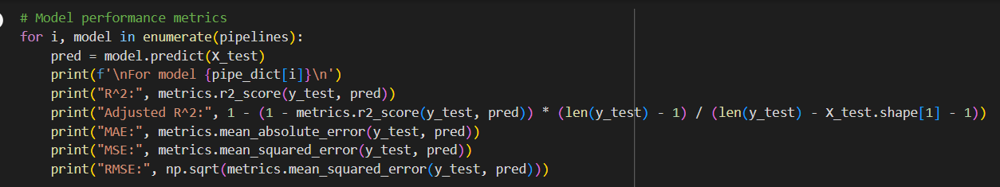 # Model performance metrics
for i, model in enumerate(pipelines):
    pred = model.predict(X_test)
    print(f'\nFor model {pipe_dict[i]}\n')
    print("R^2:", metrics.r2_score(y_test, pred))
    print("Adjusted R^2:", 1 - (1 - metrics.r2_score(y_test, pred)) * (len(y_test) - 1) / (len(y_test) - X_test.shape[1] - 1))
    print("MAE:", metrics.mean_absolute_error(y_test, pred))
    print("MSE:", metrics.mean_squared_error(y_test, pred))
    print("RMSE:", np.sqrt(metrics.mean_squared_error(y_test, pred)))